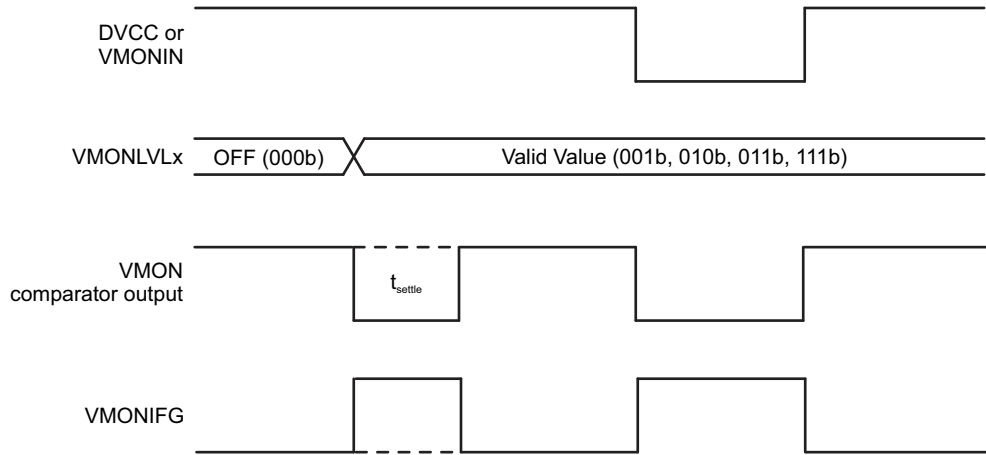 DVCC or
VMONIN
VMONLVLx
OFF (000b)
Valid Value (001b, 010b, 011b, 111b)
VMON
comparator output
tsettle
VMONIFG